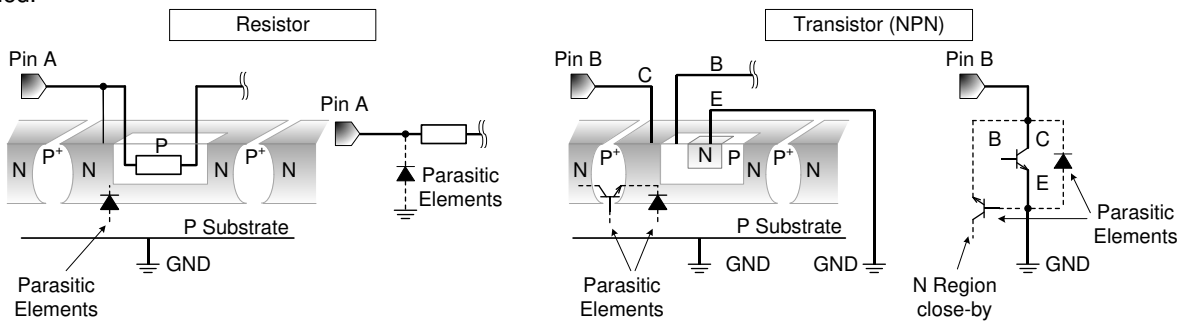 Resistor
Pin A
N
P+
N
P
N
P+
N
P Substrate
GND
Parasitic
Elements
Pin A
Parasitic
Elements
Transistor (NPN)
Pin B
C
B
E
N
P+
N
N
P
N
P+
N
P Substrate
GND
GND
Parasitic
Elements
Pin B
B
C
E
Parasitic
Elements
GND
N Region
close-by